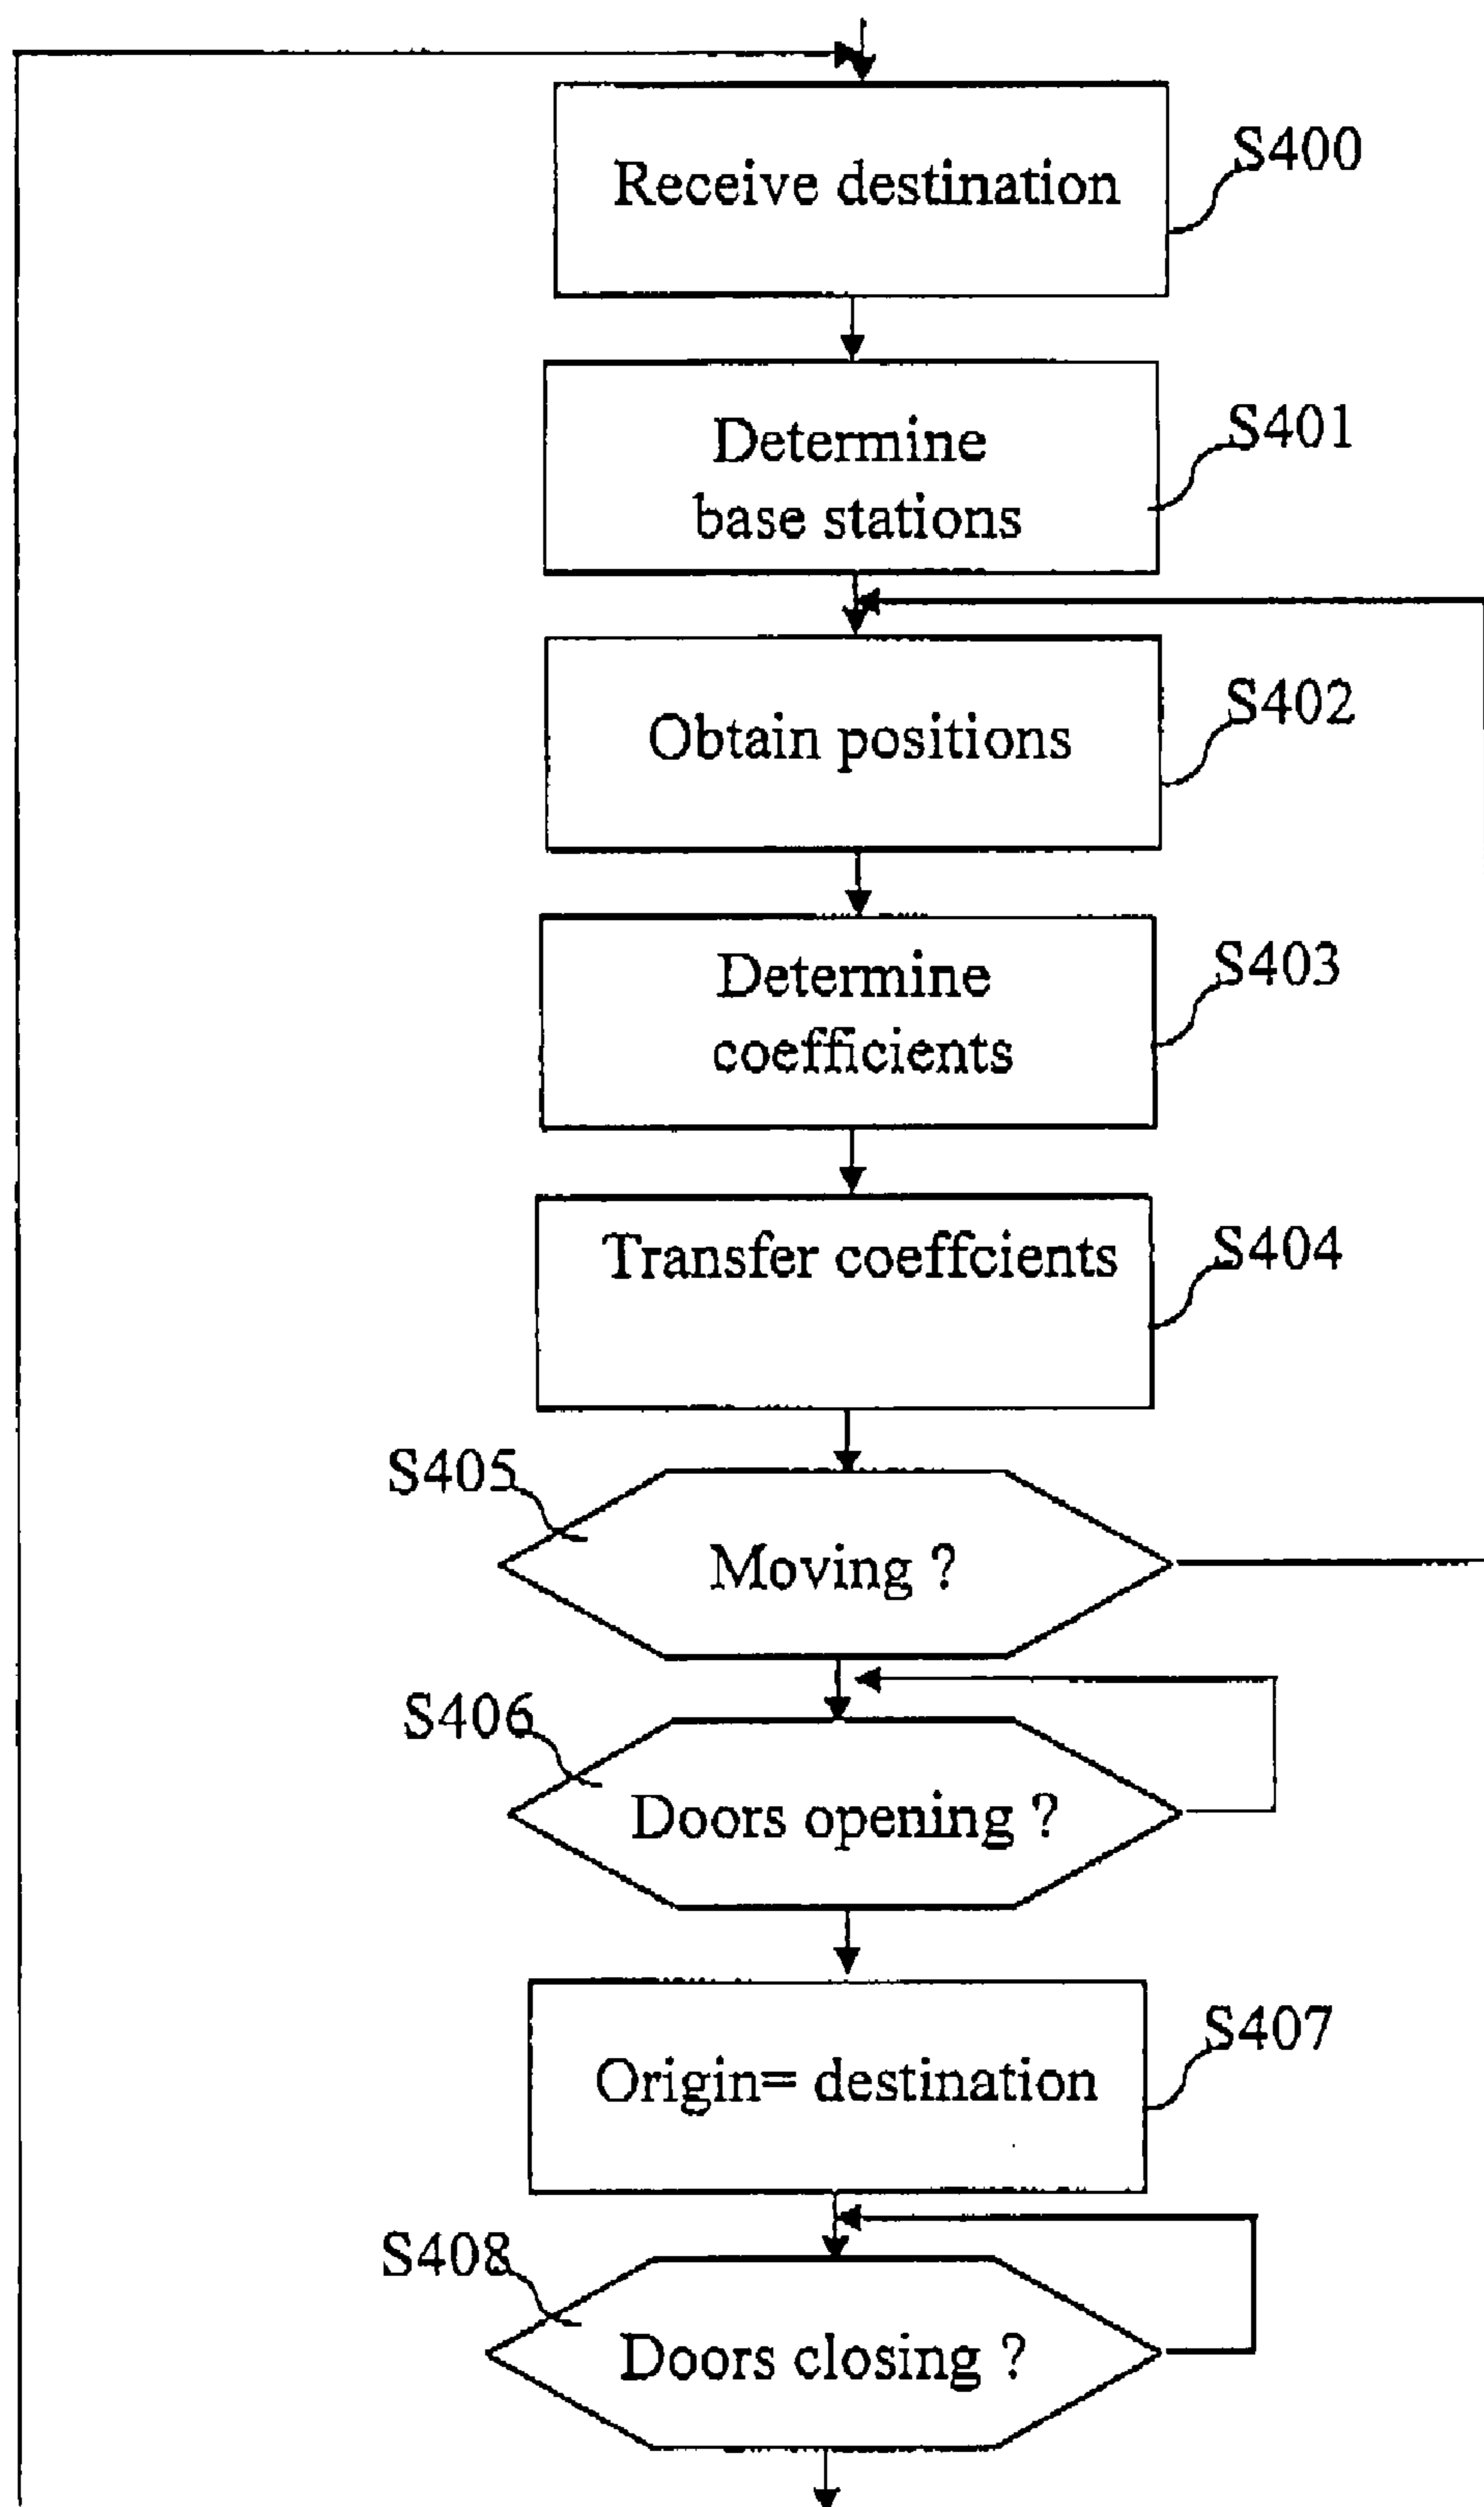 Receive destination
S400
Determine
base stations
S401
Obtain positions
S402
Determine
coefficients
S403
Transfer coeffcients
S404
S405
Moving ?
S406
Doors opening ?
Origin= destination
S407
S408
Doors closing ?